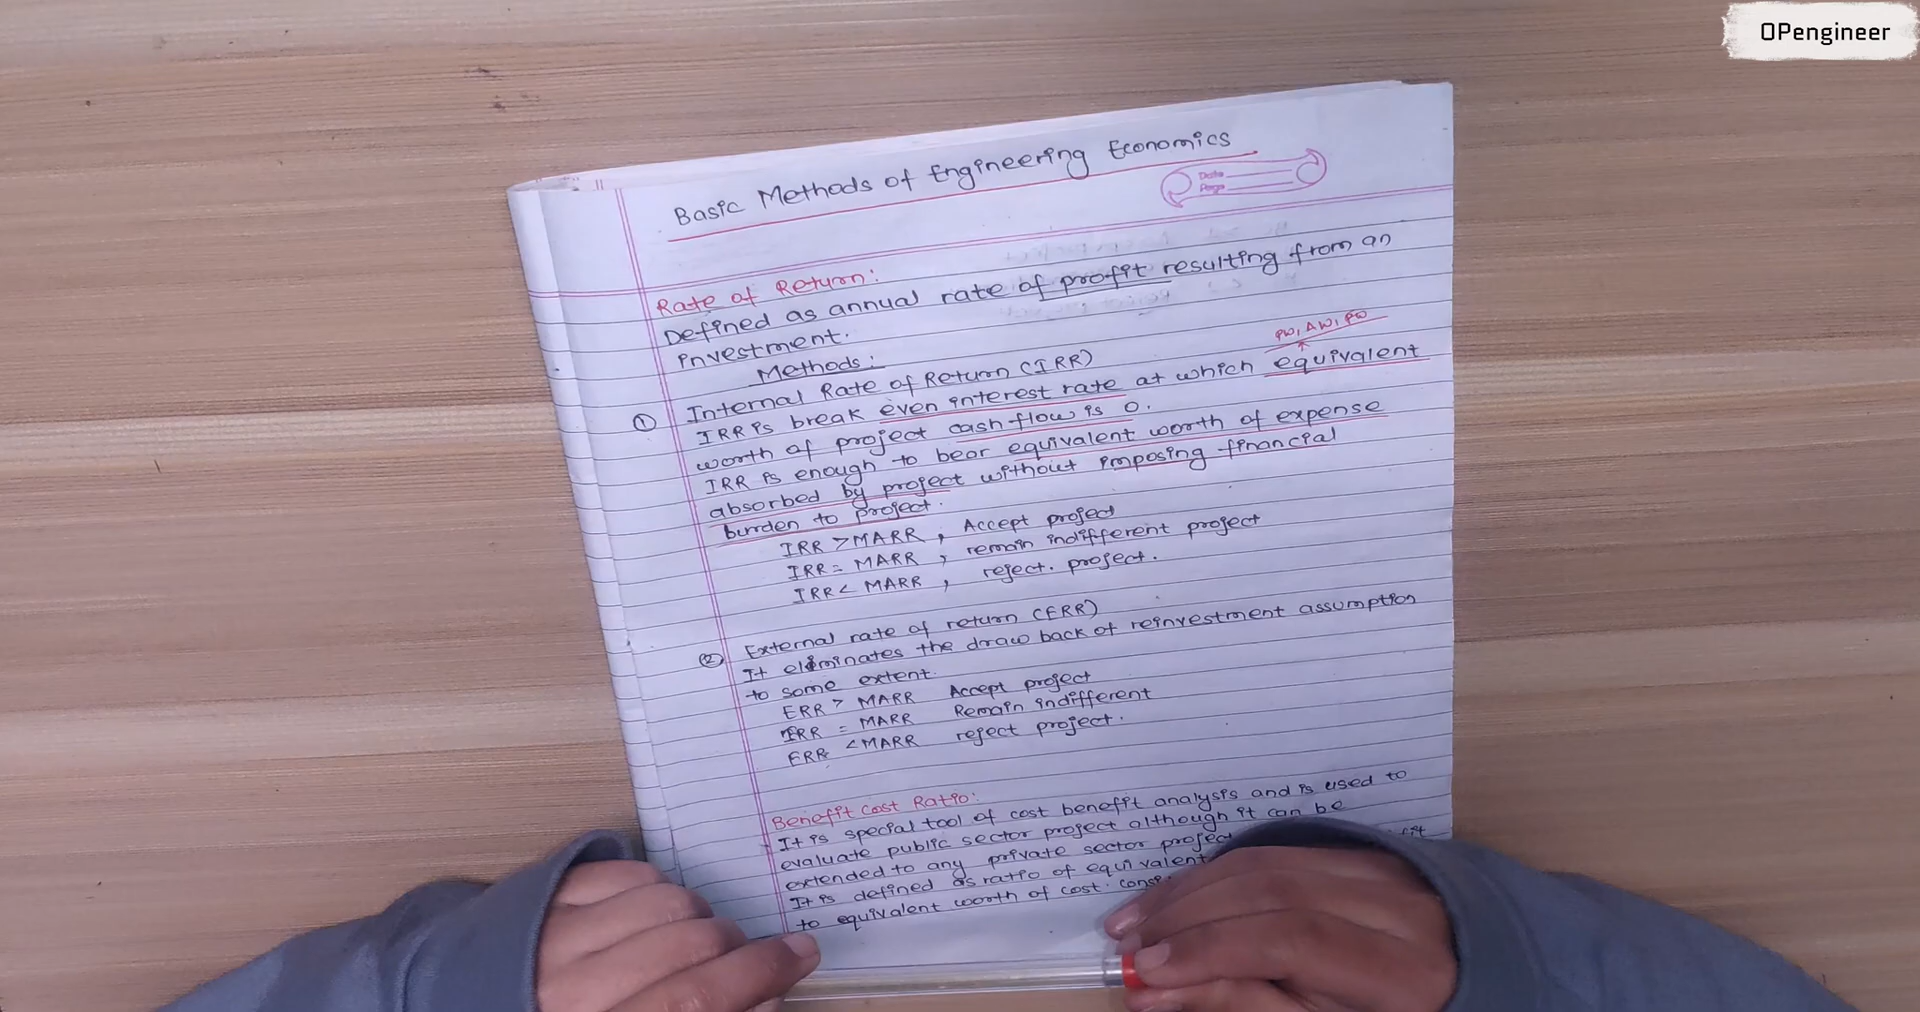 OPengineer
Basic Methods of Engineering Economics
Date
Page
Rate of Return:
Defined as annual rate of profit resulting from an
investment.
Methods:
PW, AW, FW
① Internal Rate of Return (IRR)
IRR is break even interest rate at which equivalent
worth of project cash flow is 0.
IRR is enough to bear equivalent worth of expense
absorbed by project without imposing financial
burden to project.
IRR > MARR , Accept project
IRR = MARR , remain indifferent project
IRR < MARR , reject. project.
② External rate of return (ERR)
It eliminates the draw back of reinvestment assumption
to some extent.
ERR > MARR Accept project
IRR = MARR Remain indifferent
ERR < MARR reject project.
Benefit Cost Ratio:
It is special tool of cost benefit analysis and is used to
evaluate public sector project although it can be
extended to any private sector
It is defined as ratio of equivalent
to equivalent worth of cost.